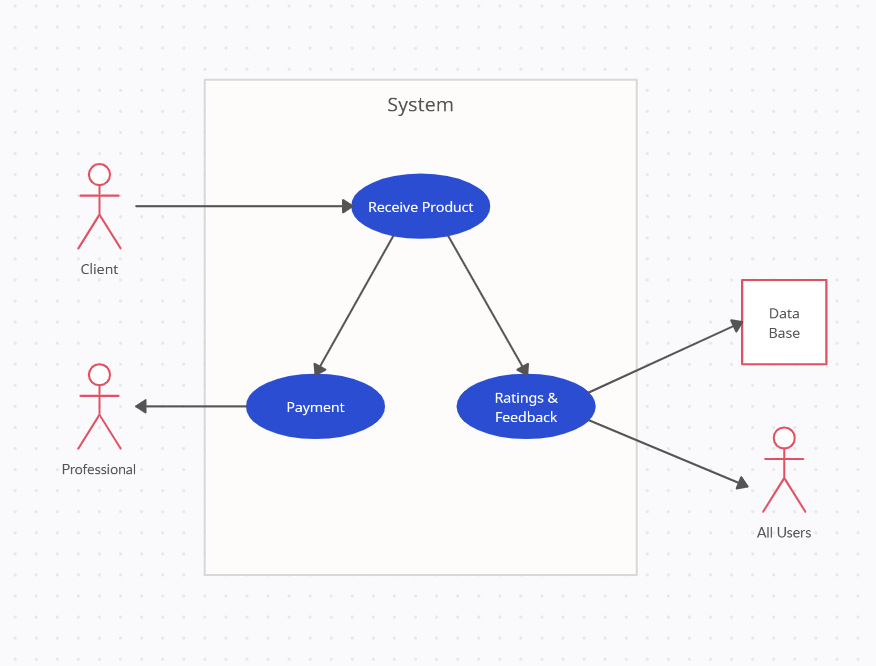 System
Receive Product
Client
Data
Base
Payment
Ratings &
Feedback
Professional
All Users